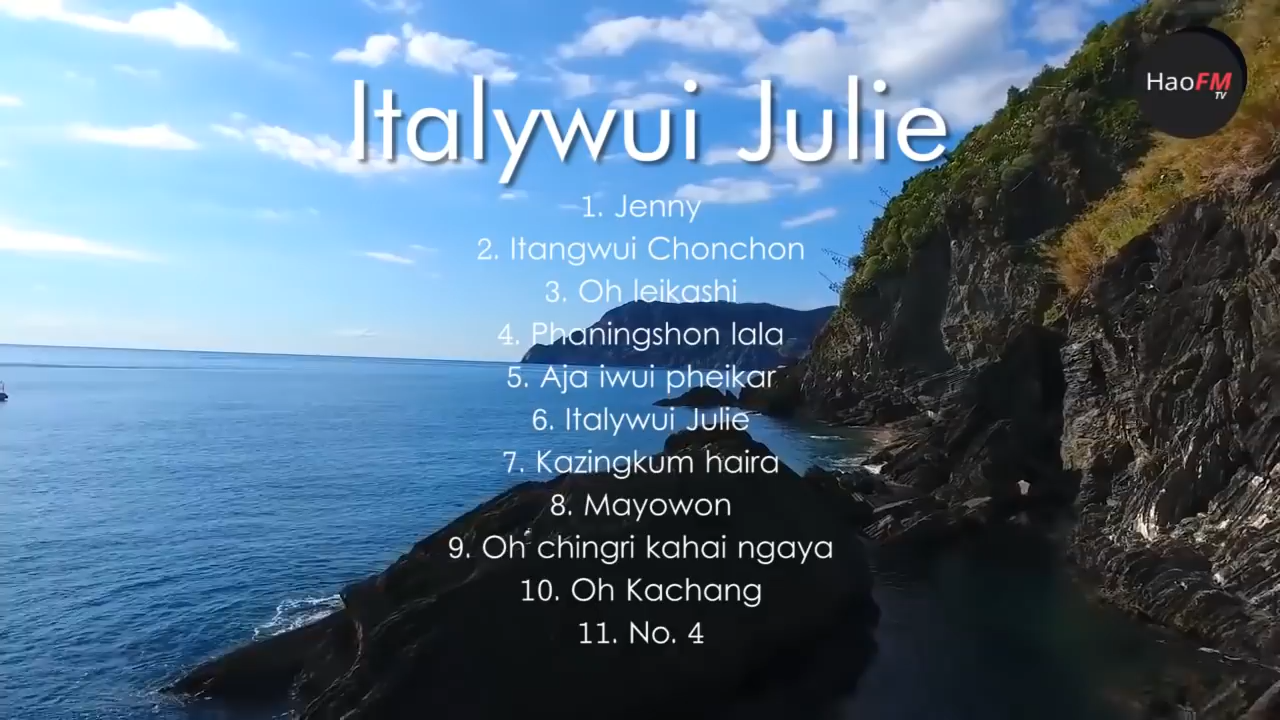 HaoFM
TV
Italywui Julie
1. Jenny
2. Itangwui Chonchon
3. Oh leikashi
4. Phaningshon lala
5. Aja iwui pheikar
6. Italywui Julie
7. Kazingkum haira
8. Mayowon
9. Oh chingri kahai ngaya
10. Oh Kachang
11. No. 4